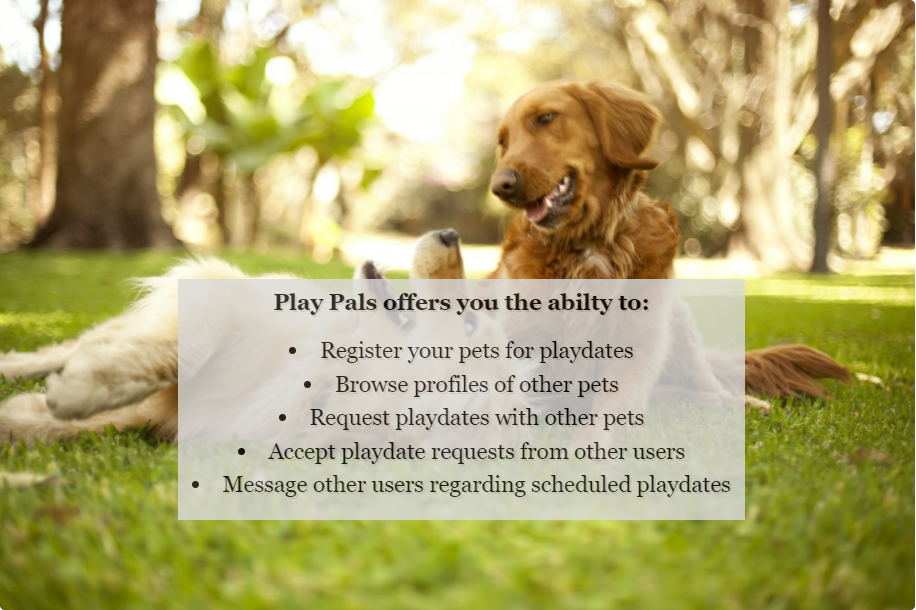 Play Pals offers you the abilty to:
• Register your pets for playdates
• Browse profiles of other pets
• Request playdates with other pets
• Accept playdate requests from other users
• Message other users regarding scheduled playdates